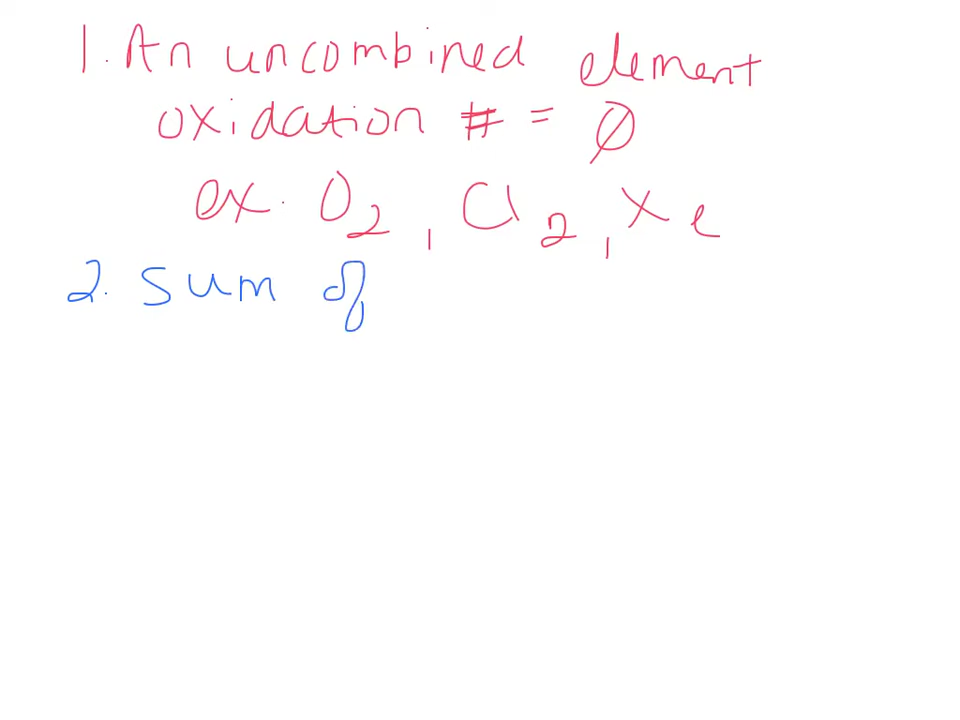 1. An uncombined element
oxidation # = Ø
ex. O2, Cl2, Xe
2. Sum of